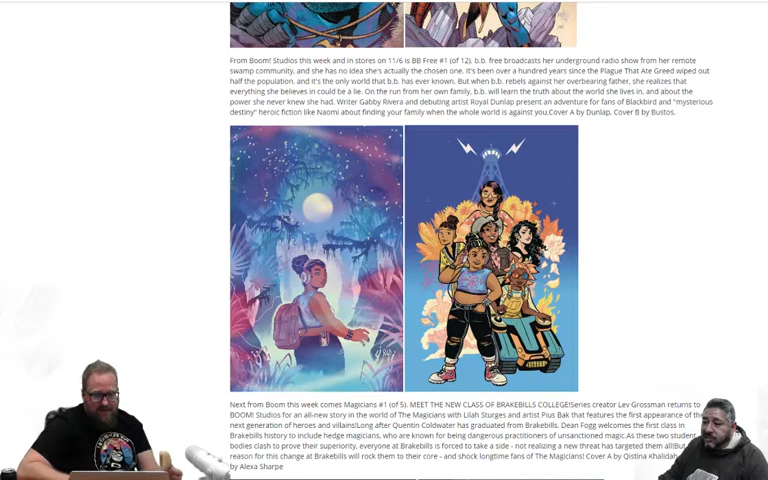 From Boom! Studios this week and in stores on 11/6 is BB Free #1 (of 12). b.b. free broadcasts her underground radio show from her remote
swamp community, and she has no idea she's actually the chosen one. It's been over a hundred years since the Plague That Ate Greed wiped out
half the population, and it's the only world that b.b. has ever known. But when b.b. rebels against her overbearing father, she realizes that
everything she believes in could be a lie. On the run from her own family, b.b. will learn the truth about the world she lives in, and about the
power she never knew she had. Writer Gabby Rivera and debuting artist Royal Dunlap present an adventure for fans of Blackbird and "mysterious
destiny" heroic fiction like Naomi about finding your family when the whole world is against you.Cover A by Dunlap, Cover B by Bustos.
Next from Boom this week comes Magicians #1 (of 5). MEET THE NEW CLASS OF BRAKEBILLS COLLEGE!Series creator Lev Grossman returns to
BOOM! Studios for an all-new story in the world of The Magicians with Lilah Sturges and artist Pius Bak that features the first appearance of the
next generation of heroes and villains!Long after Quentin Coldwater has graduated from Brakebills, Dean Fogg welcomes the first class in
Brakebills history to include hedge magicians, who are known for being dangerous practitioners of unsanctioned magic.As these two student
bodies clash to prove their superiority, everyone at Brakebills is forced to take a side - not realizing a new threat has targeted them all!But
reason for this change at Brakebills will rock them to their core - and shock longtime fans of The Magicians! Cover A by Qistina Khalidah
by Alexa Sharpe